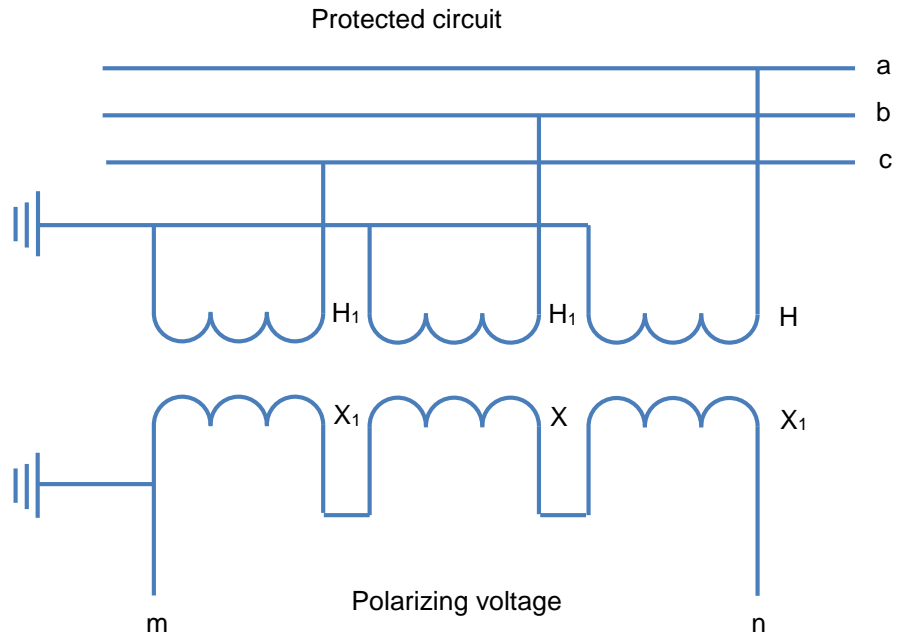 Protected circuit
a
b
c
H₁ H₁ H
X₁ X X₁
Polarizing voltage
m n